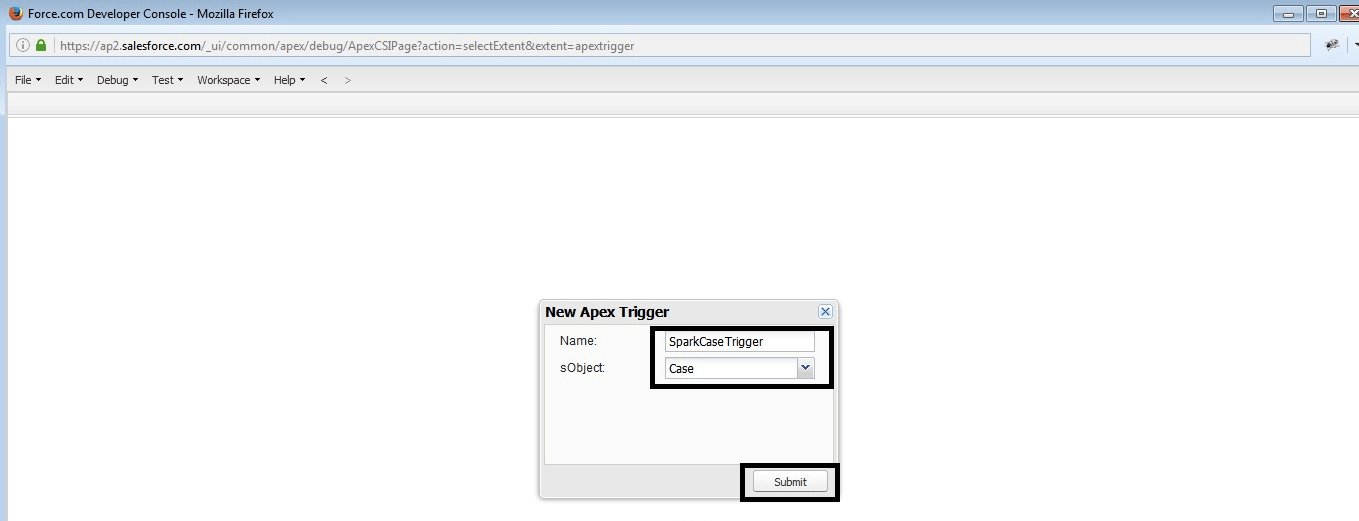 Force.com Developer Console - Mozilla Firefox
https://ap2.salesforce.com/_ui/common/apex/debug/ApexCSIPage?action=selectExtent&extent=apextrigger
File Edit Debug Test Workspace Help < >
New Apex Trigger
Name: SparkCaseTrigger
sObject: Case
Submit